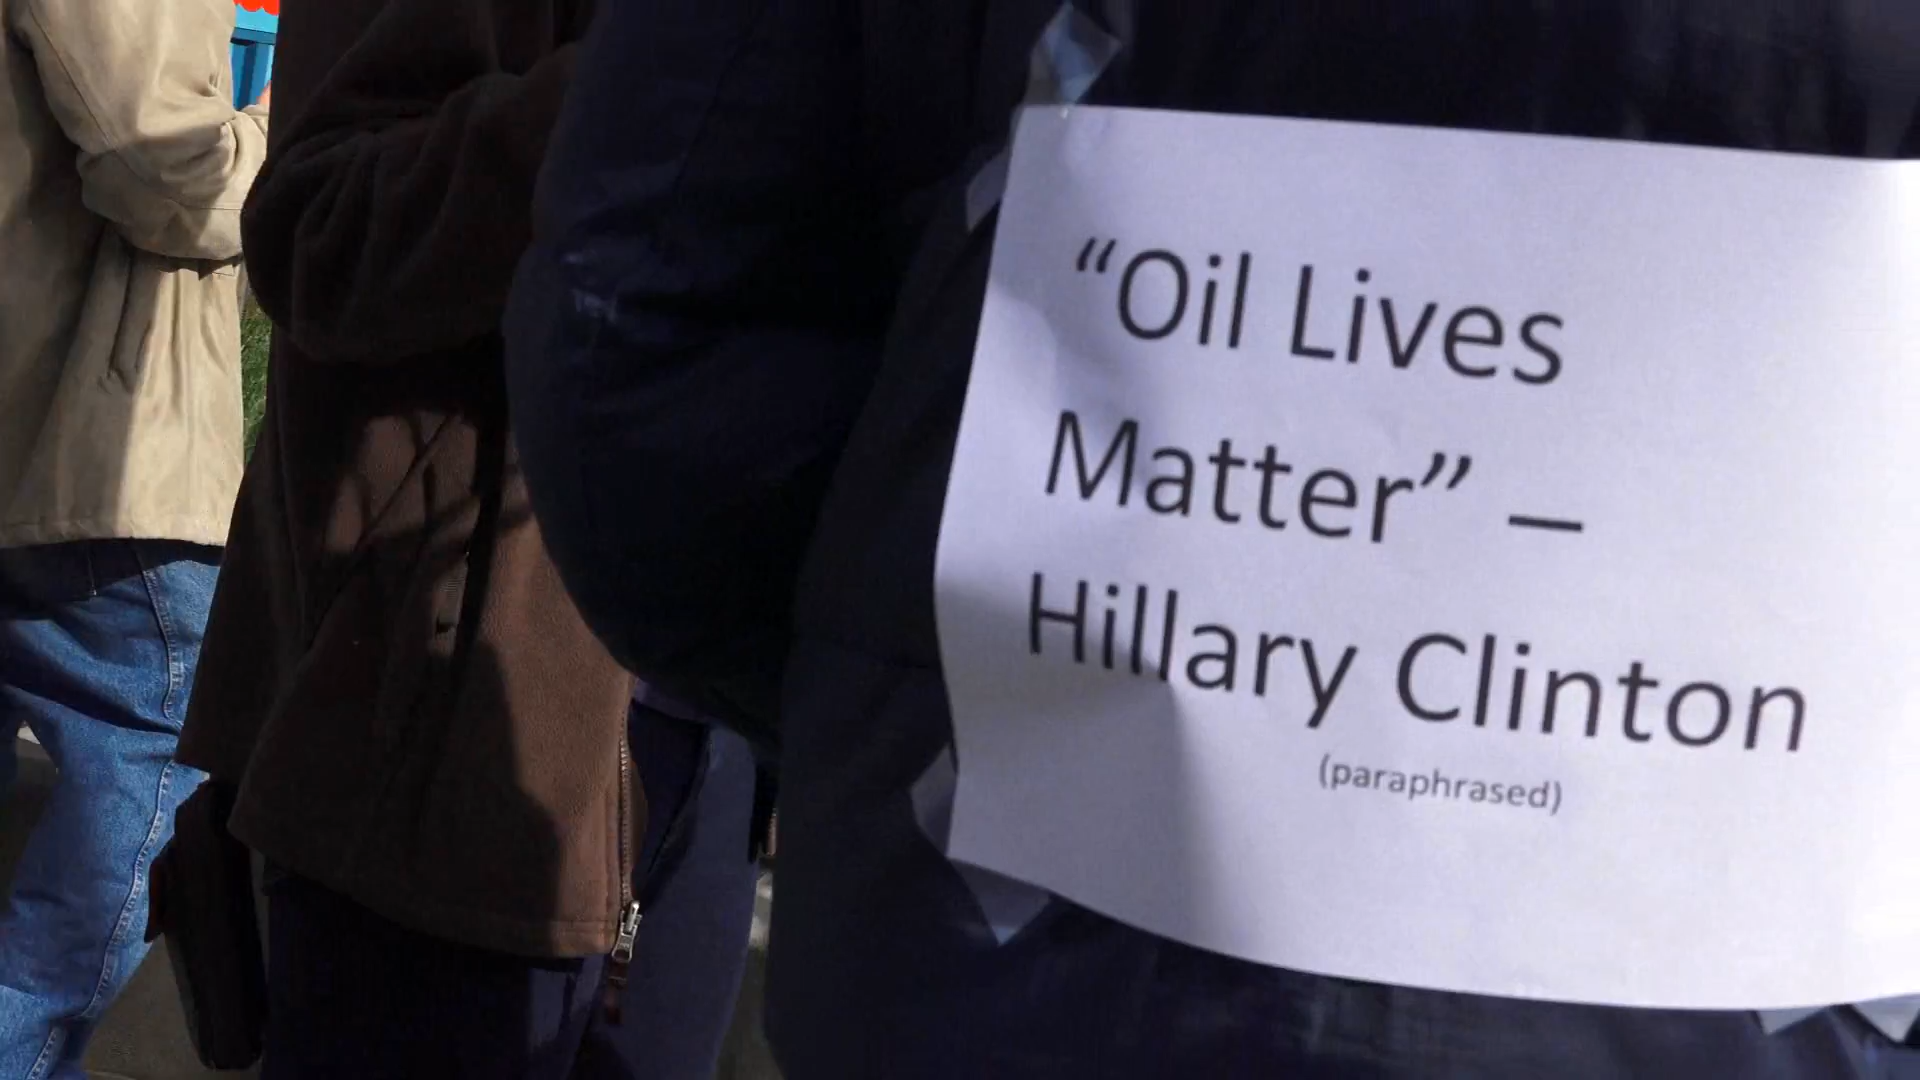 “Oil Lives
Matter” –
Hillary Clinton
(paraphrased)